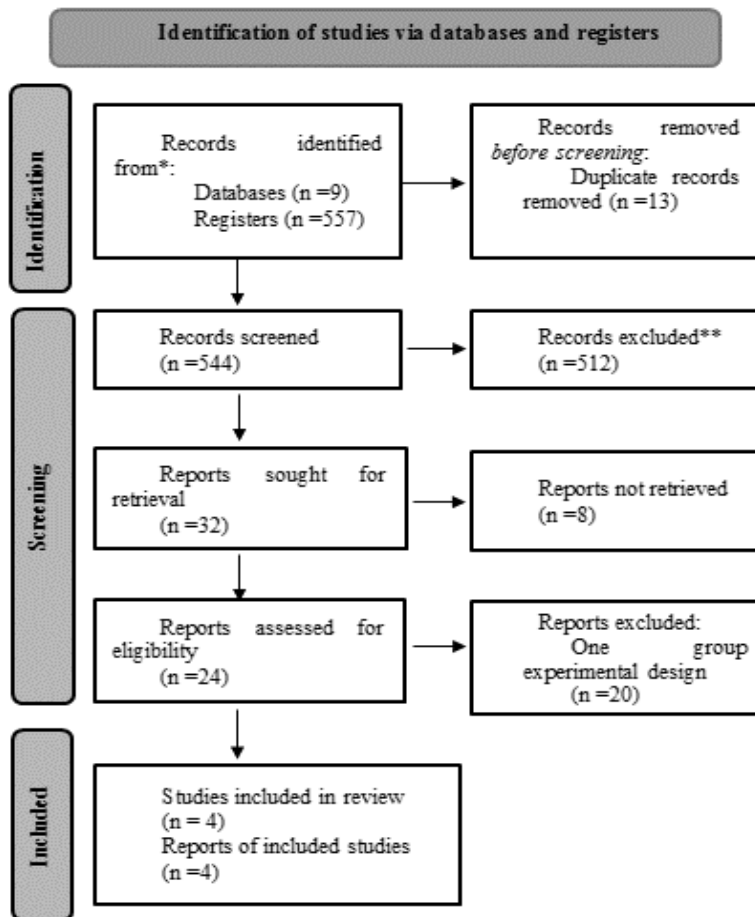 Identification of studies via databases and registers
Identification
Records identified
from*:
Databases (n =9)
Registers (n =557)
Records removed
before screening:
Duplicate records
removed (n =13)
Screening
Records screened
(n =544)
Records excluded**
(n =512)
Reports sought for
retrieval
(n =32)
Reports not retrieved
(n =8)
Reports assessed for
eligibility
(n =24)
Reports excluded:
One group
experimental design
(n =20)
Included
Studies included in review
(n = 4)
Reports of included studies
(n =4)